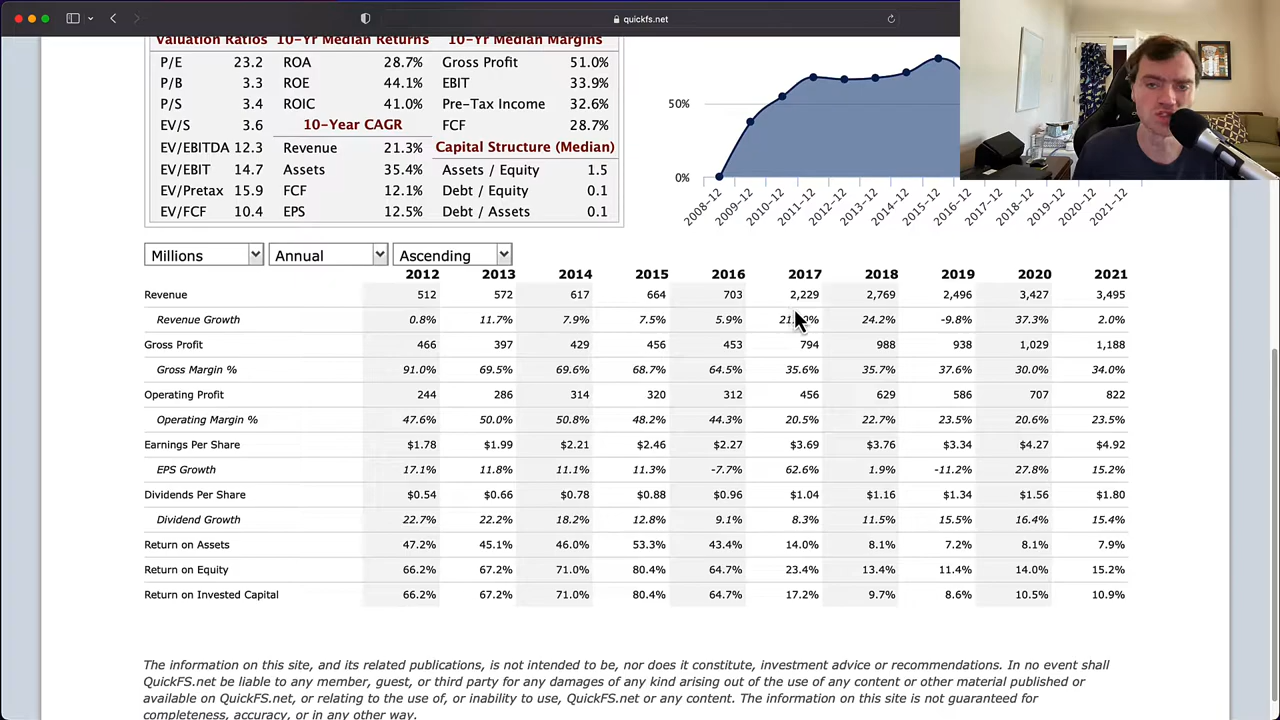 quickfs.net
Valuation Ratios 10-Yr Median Returns 10-Yr Median Margins
P/E 23.2 ROA 28.7% Gross Profit 51.0%
P/B 3.3 ROE 44.1% EBIT 33.9%
P/S 3.4 ROIC 41.0% Pre-Tax Income 32.6%
EV/S 3.6 10-Year CAGR FCF 28.7%
EV/EBITDA 12.3 Revenue 21.3% Capital Structure (Median)
EV/EBIT 14.7 Assets 35.4% Assets / Equity 1.5
EV/Pretax 15.9 FCF 12.1% Debt / Equity 0.1
EV/FCF 10.4 EPS 12.5% Debt / Assets 0.1
50%
0%
2008-12 2009-12 2010-12 2011-12 2012-12 2013-12 2014-12 2015-12 2016-12 2017-12 2018-12 2019-12 2020-12 2021-12
Millions Annual Ascending
2012 2013 2014 2015 2016 2017 2018 2019 2020 2021
Revenue 512 572 617 664 703 2,229 2,769 2,496 3,427 3,495
Revenue Growth 0.8% 11.7% 7.9% 7.5% 5.9% 24.2% -9.8% 37.3% 2.0%
Gross Profit 466 397 429 456 453 794 988 938 1,029 1,188
Gross Margin % 91.0% 69.5% 69.6% 68.7% 64.5% 35.6% 35.7% 37.6% 30.0% 34.0%
Operating Profit 244 286 314 320 312 456 629 586 707 822
Operating Margin % 47.6% 50.0% 50.8% 48.2% 44.3% 20.5% 22.7% 23.5% 20.6% 23.5%
Earnings Per Share $1.78 $1.99 $2.21 $2.46 $2.27 $3.69 $3.76 $3.34 $4.27 $4.92
EPS Growth 17.1% 11.8% 11.1% 11.3% -7.7% 62.6% 1.9% -11.2% 27.8% 15.2%
Dividends Per Share $0.54 $0.66 $0.78 $0.88 $0.96 $1.04 $1.16 $1.34 $1.56 $1.80
Dividend Growth 22.7% 22.2% 18.2% 12.8% 9.1% 8.3% 11.5% 15.5% 16.4% 15.4%
Return on Assets 47.2% 45.1% 46.0% 53.3% 43.4% 14.0% 8.1% 7.2% 8.1% 7.9%
Return on Equity 66.2% 67.2% 71.0% 80.4% 64.7% 23.4% 13.4% 11.4% 14.0% 15.2%
Return on Invested Capital 66.2% 67.2% 71.0% 80.4% 64.7% 17.2% 9.7% 8.6% 10.5% 10.9%
The information on this site, and its related publications, is not intended to be, nor does it constitute, investment advice or recommendations. In no event shall
QuickFS.net be liable to any member, guest, or third party for any damages of any kind arising out of the use of any content or other material published or
available on QuickFS.net, or relating to the use of, or inability to use, QuickFS.net or any content. The information on this site is not guaranteed for
completeness, accuracy, or in any other way.